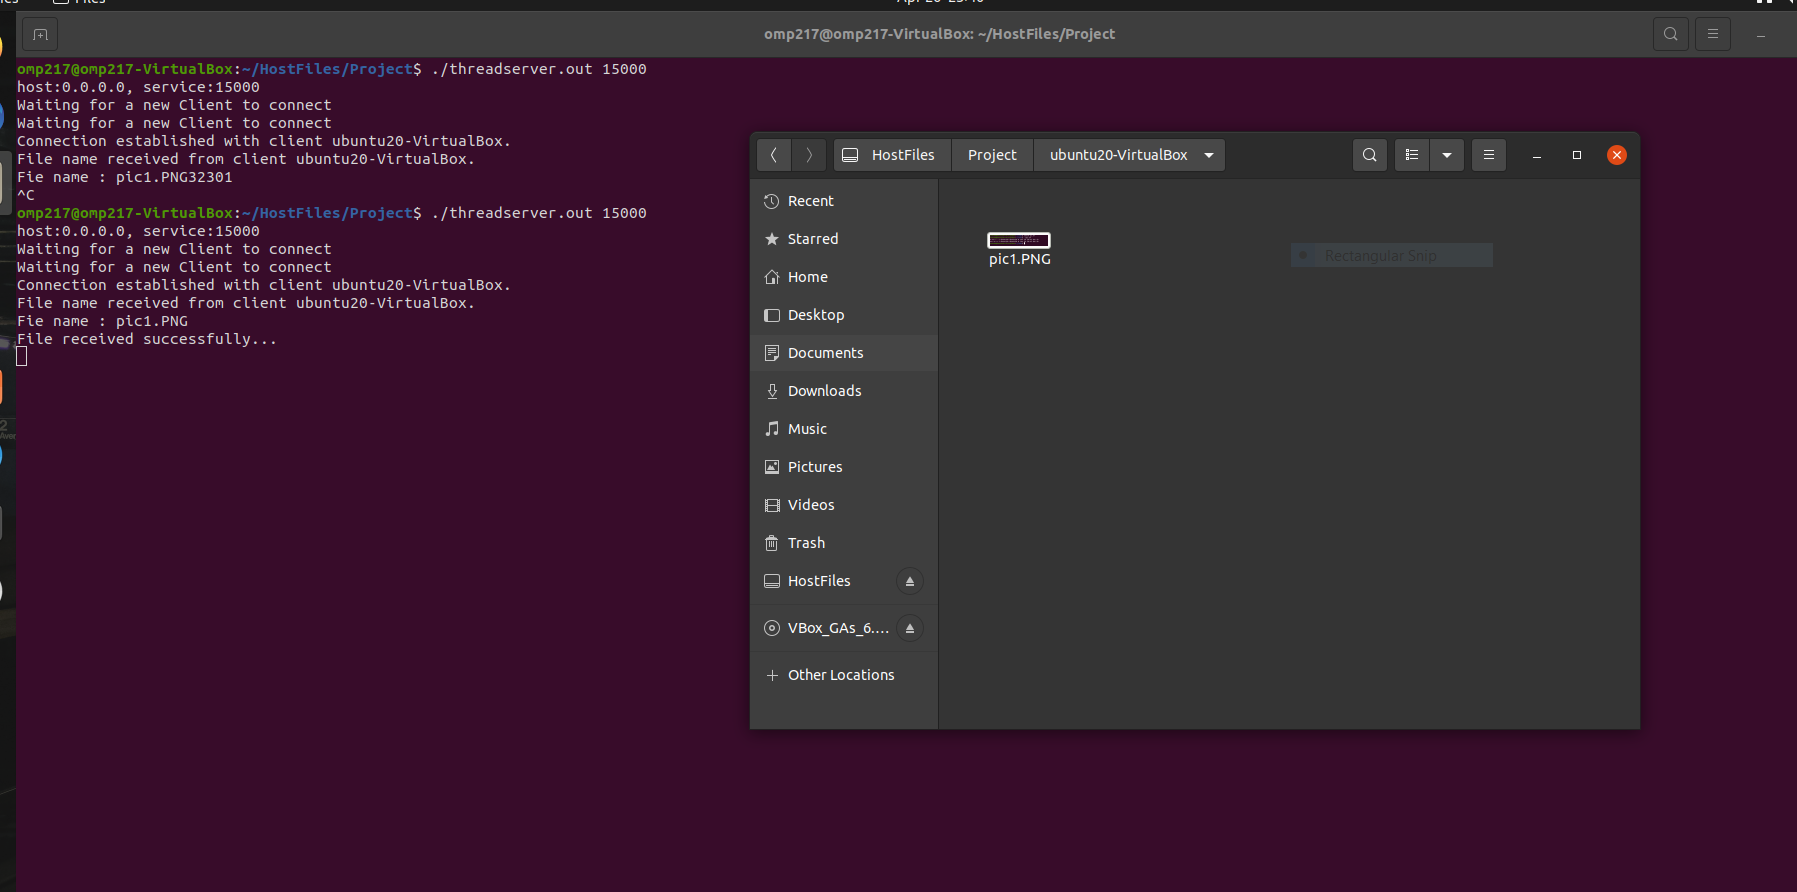 Files
omp217@omp217-VirtualBox: ~/HostFiles/Project
omp217@omp217-VirtualBox:~/HostFiles/Project$ ./threadserver.out 15000
host:0.0.0.0, service:15000
Waiting for a new Client to connect
Waiting for a new Client to connect
Connection established with client ubuntu20-VirtualBox.
File name received from client ubuntu20-VirtualBox.
Fie name : pic1.PNG32301
^C
omp217@omp217-VirtualBox:~/HostFiles/Project$ ./threadserver.out 15000
host:0.0.0.0, service:15000
Waiting for a new Client to connect
Waiting for a new Client to connect
Connection established with client ubuntu20-VirtualBox.
File name received from client ubuntu20-VirtualBox.
Fie name : pic1.PNG
File received successfully...
HostFiles Project ubuntu20-VirtualBox
Recent
Starred
Home
Desktop
Documents
Downloads
Music
Pictures
Videos
Trash
HostFiles
VBox_GAs_6....
Other Locations
pic1.PNG
Rectangular Snip